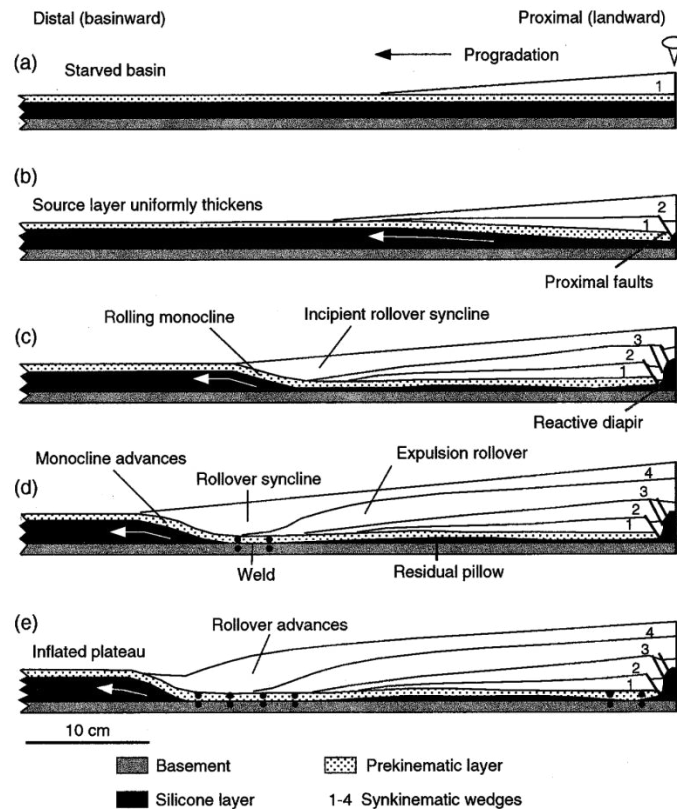 Distal (basinward)
Proximal (landward)
(a)
Starved basin
Progradation
1
(b)
Source layer uniformly thickens
2
1
Proximal faults
(c)
Rolling monocline
Incipient rollover syncline
3
2
1
Reactive diapir
(d)
Monocline advances
Rollover syncline
Expulsion rollover
4
3
2
1
Weld
Residual pillow
(e)
Inflated plateau
Rollover advances
4
3
2
1
10 cm
Basement
Prekinematic layer
Silicone layer
1-4 Synkinematic wedges